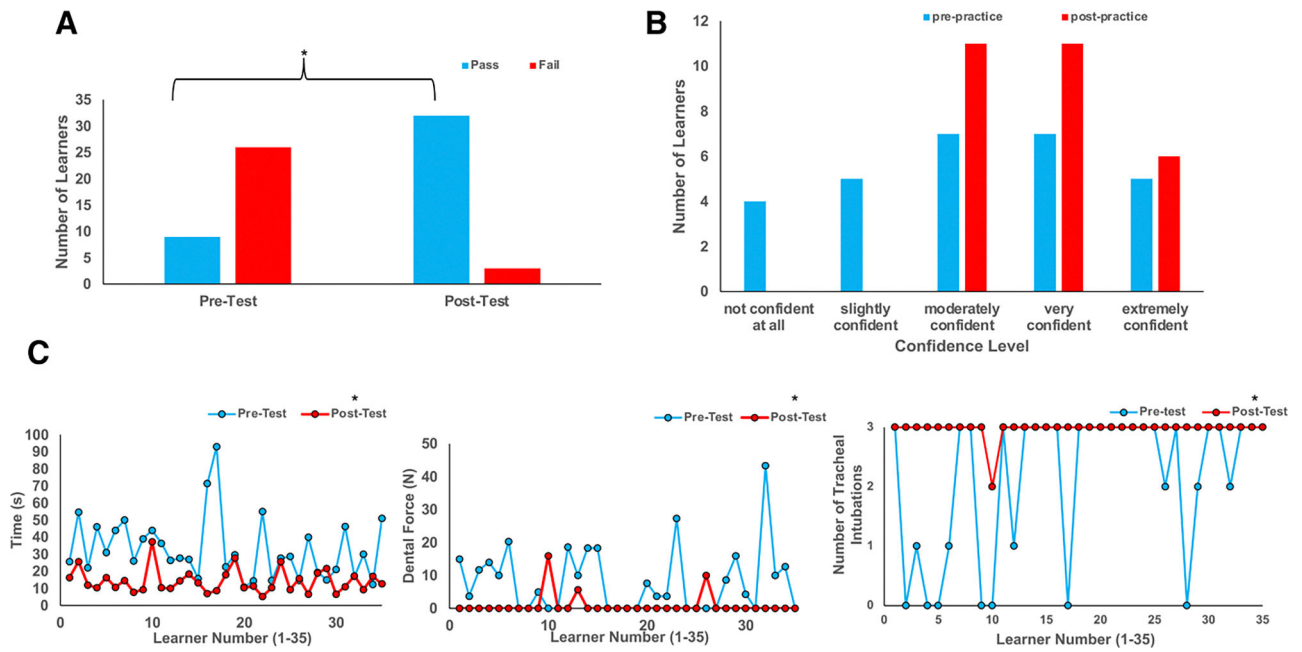 A
*
Pass Fail
35
30
25
20
15
10
5
0
Number of Learners
Pre-Test Post-Test
B
pre-practice post-practice
12
10
8
6
4
2
0
Number of Learners
not confident at all
slightly confident
moderately confident
very confident
extremely confident
Confidence Level
C
*
Pre-Test Post-Test
100
90
80
70
60
50
40
30
20
10
0
Time (s)
0 10 20 30
Learner Number (1-35)
*
Pre-Test Post-Test
50
40
30
20
10
0
Dental Force (N)
0 10 20 30
Learner Number (1-35)
*
Pre-test Post-Test
3
2
1
0
Number of Tracheal
Intubations
0 5 10 15 20 25 30 35
Learner Number (1-35)